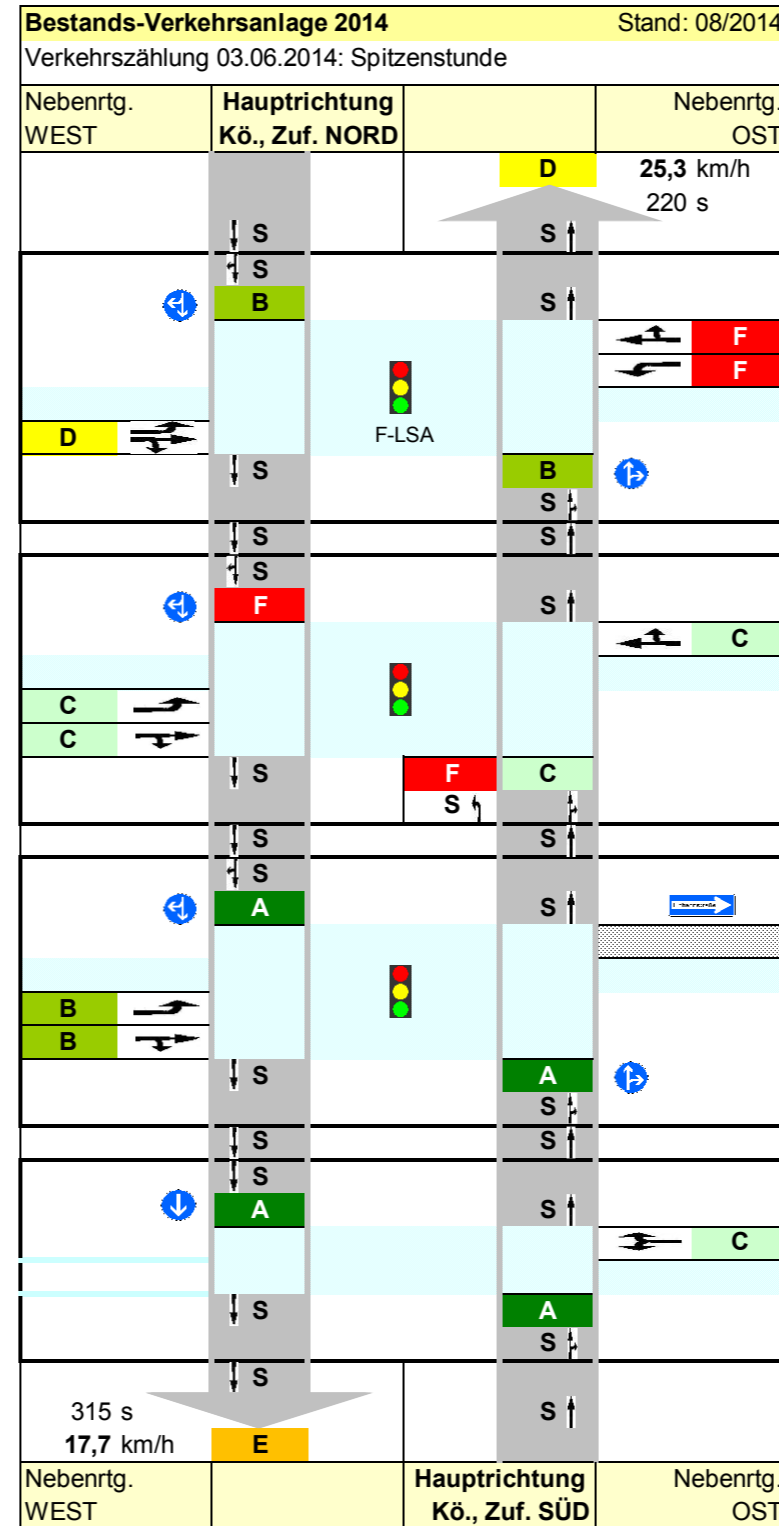 Bestands-Verkehrsanlage 2014 Stand: 08/2014
Verkehrszählung 03.06.2014: Spitzenstunde
Nebenrtg. Hauptrichtung Nebenrtg.
WEST Kö., Zuf. NORD OST
D 25,3 km/h
220 s
S S
S
B S
F
F
D F-LSA
S B
S
S S
S
F S
C
C
C
S F C
S
S S
S
A S
B
B
S A
S
S S
S
A S
C
S A
S
S
315 s S
17,7 km/h E
Nebenrtg. Hauptrichtung Nebenrtg.
WEST Kö., Zuf. SÜD OST